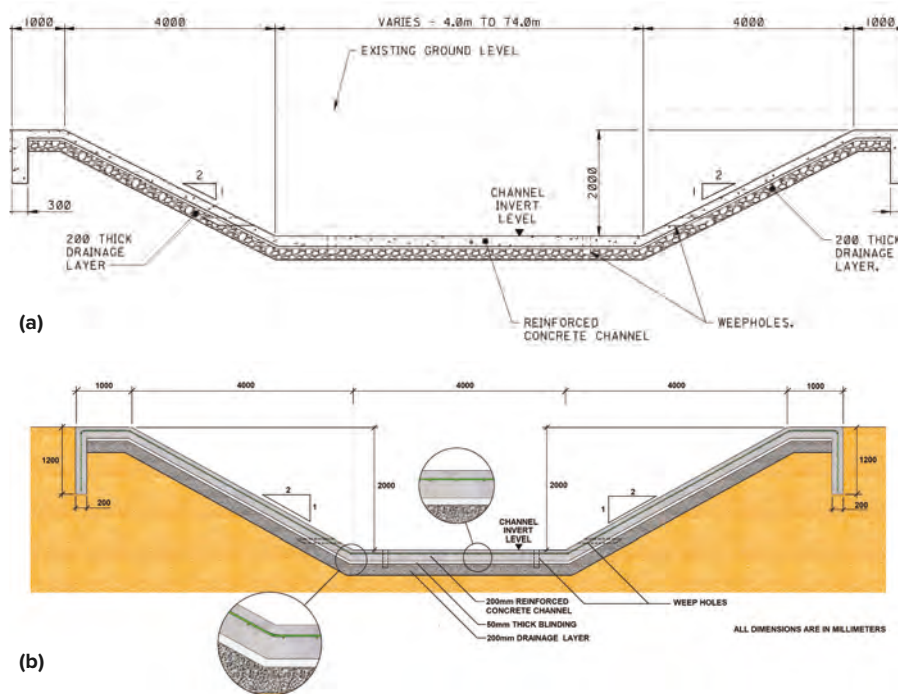 1000
4000
VARIES - 4.0m TO 74.0m
4000
1000
EXISTING GROUND LEVEL
2
1
300
200 THICK
DRAINAGE
LAYER
CHANNEL
INVERT
LEVEL
2000
2
1
200 THICK
DRAINAGE
LAYER.
REINFORCED
CONCRETE CHANNEL
WEEPHOLES.
(a)
1000
4000
4000
4000
1000
1200
200
2
1
2000
CHANNEL
INVERT
LEVEL
2000
2
1
1200
200
200mm REINFORCED
CONCRETE CHANNEL
50mm THICK BLINDING
200mm DRAINAGE LAYER
WEEP HOLES
ALL DIMENSIONS ARE IN MILLIMETERS
(b)